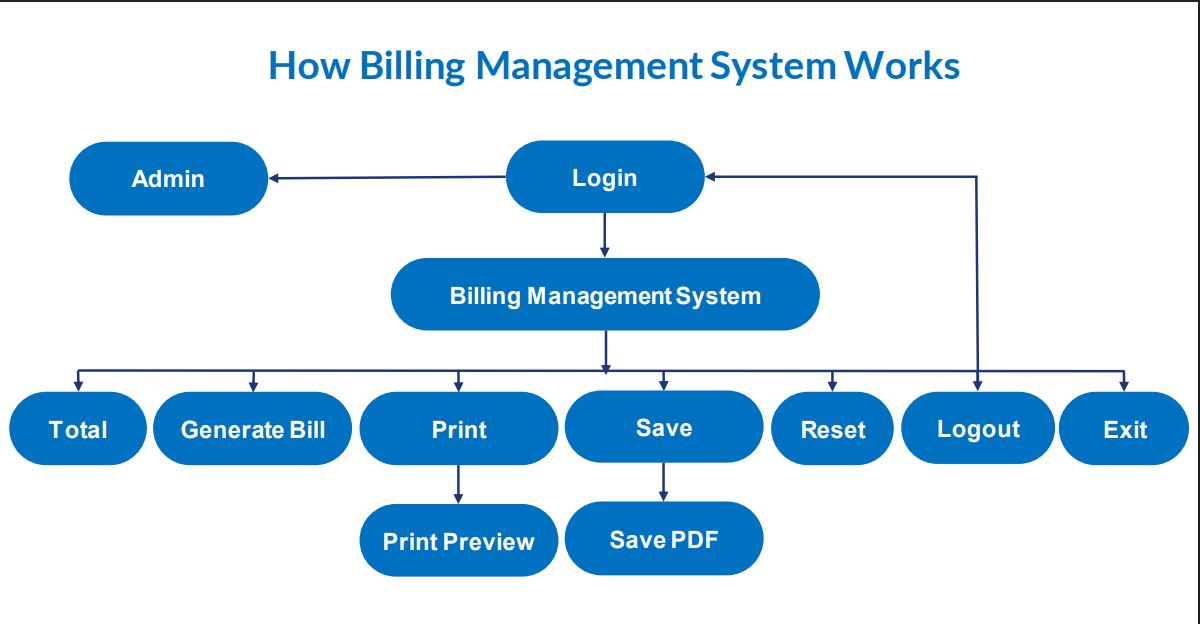 How Billing Management System Works
Admin
Login
Billing Management System
Total
Generate Bill
Print
Save
Reset
Logout
Exit
Print Preview
Save PDF